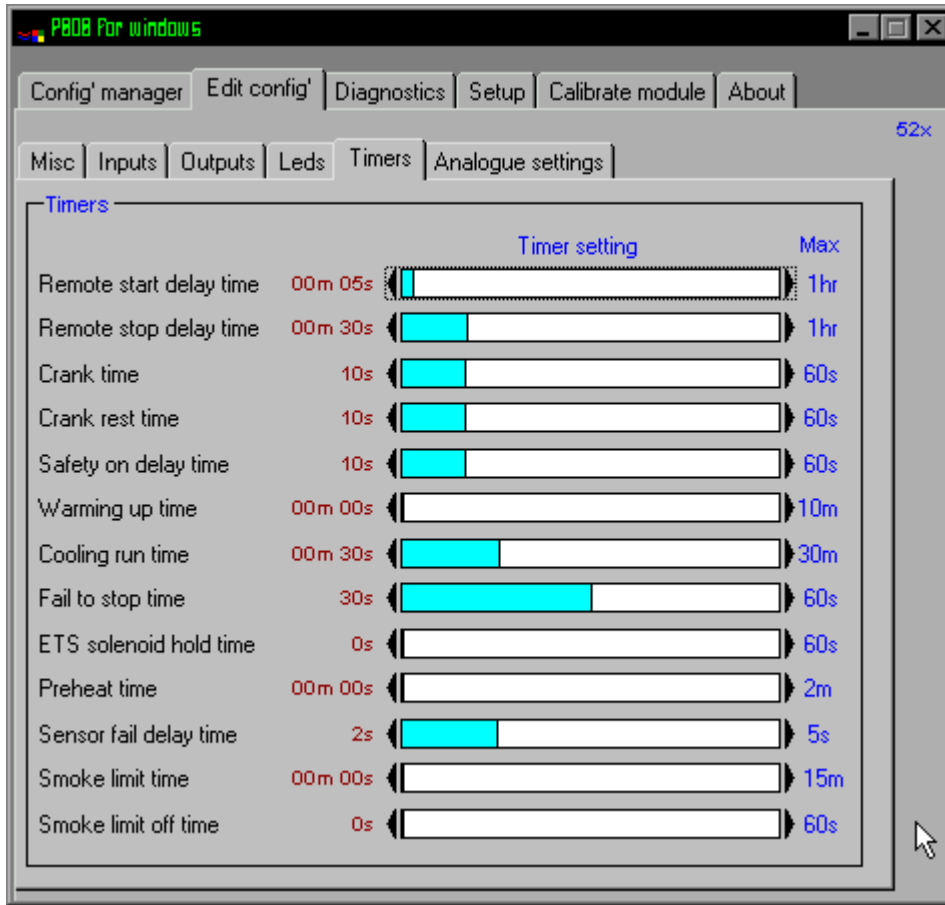 P808 For windows
Config' manager Edit config' Diagnostics Setup Calibrate module About
52x
Misc Inputs Outputs Leds Timers Analogue settings
Timers
Timer setting Max
Remote start delay time 00m 05s 1hr
Remote stop delay time 00m 30s 1hr
Crank time 10s 60s
Crank rest time 10s 60s
Safety on delay time 10s 60s
Warming up time 00m 00s 10m
Cooling run time 00m 30s 30m
Fail to stop time 30s 60s
ETS solenoid hold time 0s 60s
Preheat time 00m 00s 2m
Sensor fail delay time 2s 5s
Smoke limit time 00m 00s 15m
Smoke limit off time 0s 60s